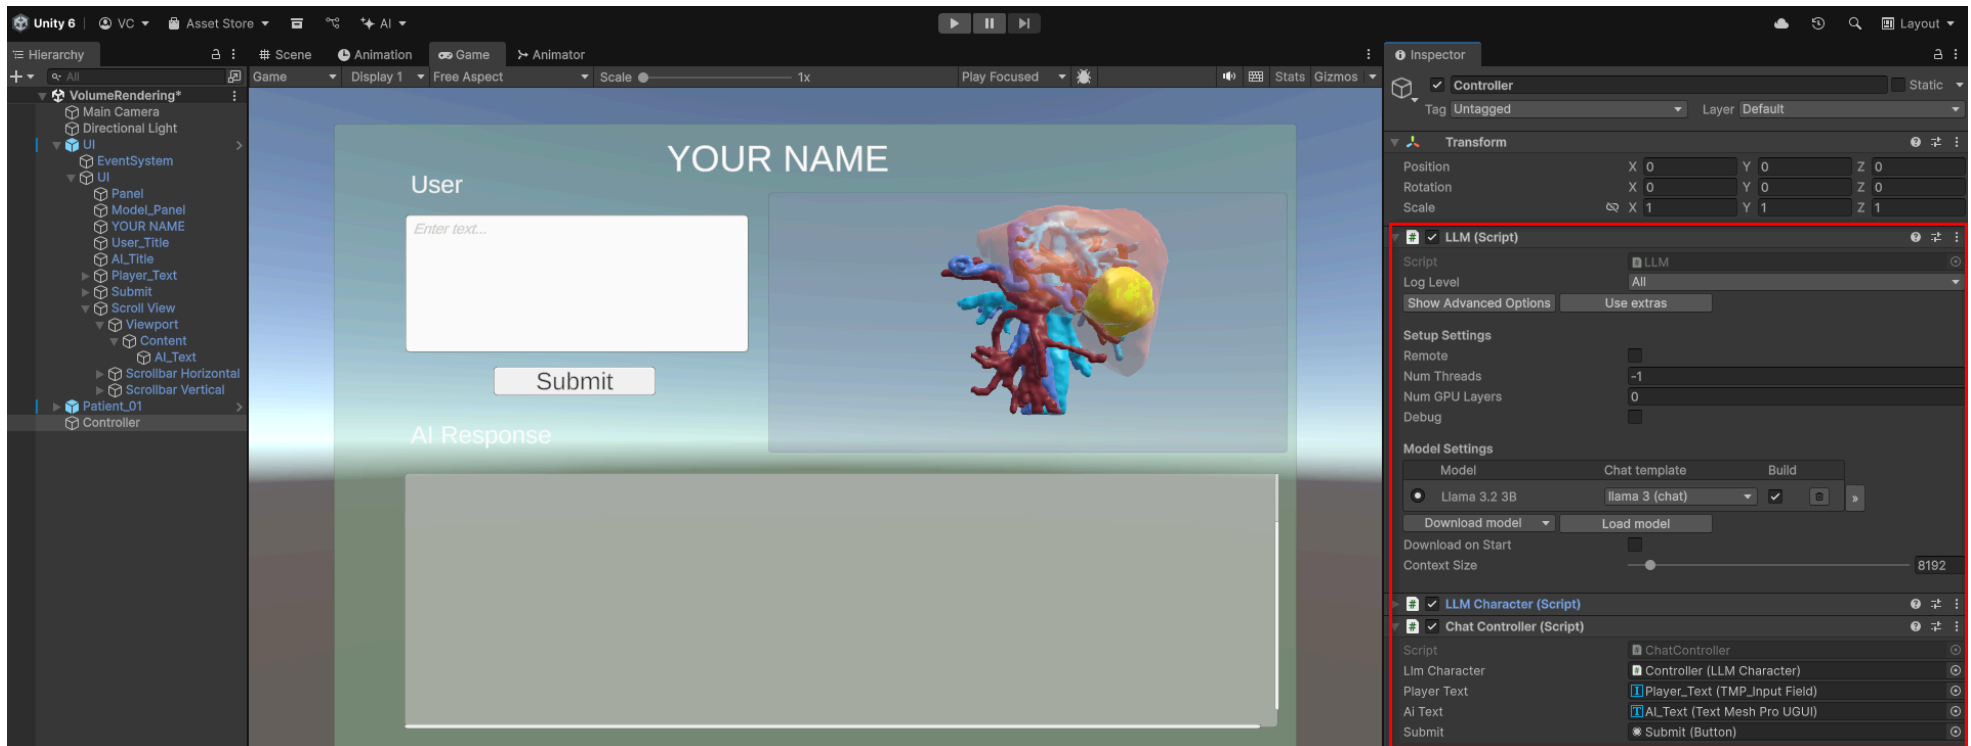 Unity 6 VC Asset Store AI Layout
Hierarchy # Scene Animation Game Animator Inspector
All Game Display 1 Free Aspect Scale 1x Play Focused Stats Gizmos
Controller Static
Tag Untagged Layer Default
VolumeRendering*
Main Camera
Directional Light
UI
EventSystem
UI
Panel
Model_Panel
YOUR NAME
User_Title
AI_Title
Player_Text
Submit
Scroll View
Viewport
Content
AI_Text
Scrollbar Horizontal
Scrollbar Vertical
Patient_01
Controller
YOUR NAME
User
Enter text...
Submit
AI Response
Transform
Position X 0 Y 0 Z 0
Rotation X 0 Y 0 Z 0
Scale X 1 Y 1 Z 1
# LLM (Script)
Script LLM
Log Level All
Show Advanced Options Use extras
Setup Settings
Remote
Num Threads -1
Num GPU Layers 0
Debug
Model Settings
Model Chat template Build
Llama 3.2 3B llama 3 (chat) »
Download model Load model
Download on Start
Context Size 8192
# LLM Character (Script)
# Chat Controller (Script)
Script ChatController
Llm Character Controller (LLM Character)
Player Text Player_Text (TMP_Input Field)
Ai Text AI_Text (Text Mesh Pro UGUI)
Submit Submit (Button)